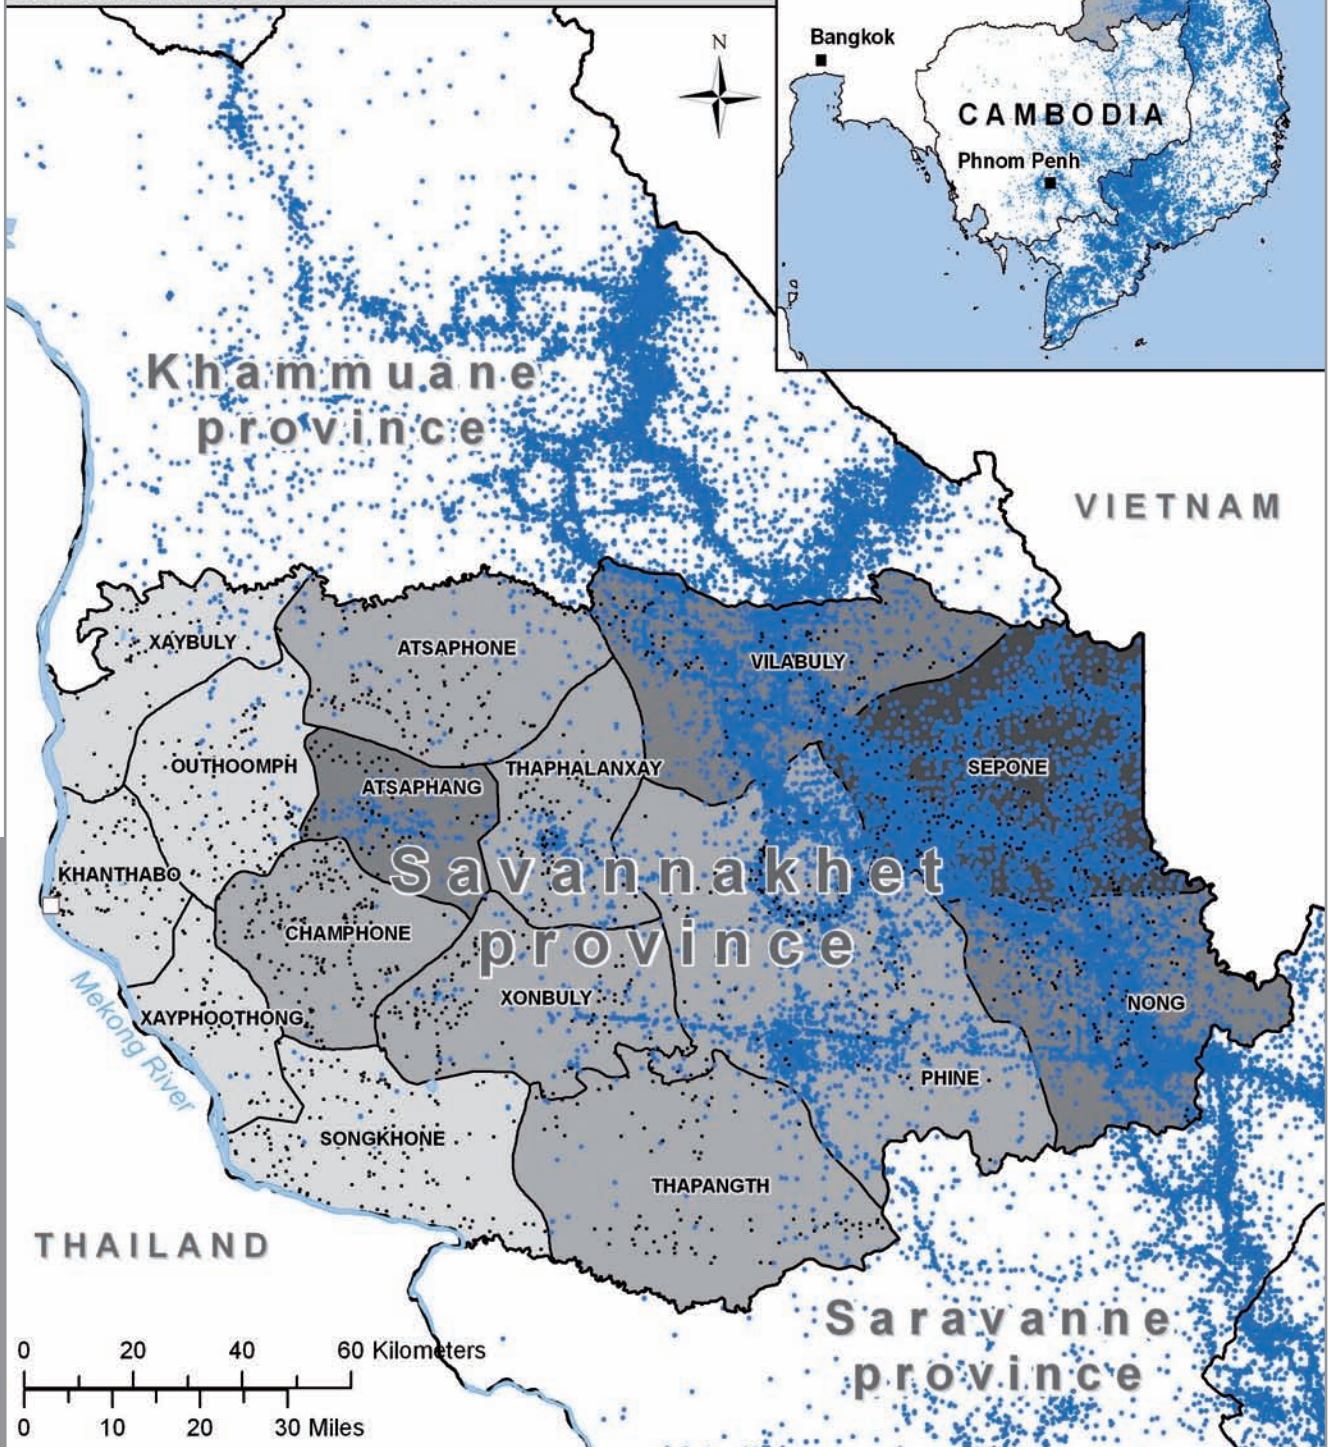 N
Bangkok
CAMBODIA
Phnom Penh
Khammuane
province
VIETNAM
XAYBULY
ATSAPHONE
VILABULY
OUTHOOMPH
ATSAPHANG
THAPHALANXAY
SEPONE
KHANTHABO
Savannakhet
province
CHAMPHONE
XONBULY
NONG
Mekong River
XAYPHOOTHONG
PHINE
SONGKHONE
THAPANGTH
THAILAND
Saravanne
province
0 20 40 60 Kilometers
0 10 20 30 Miles